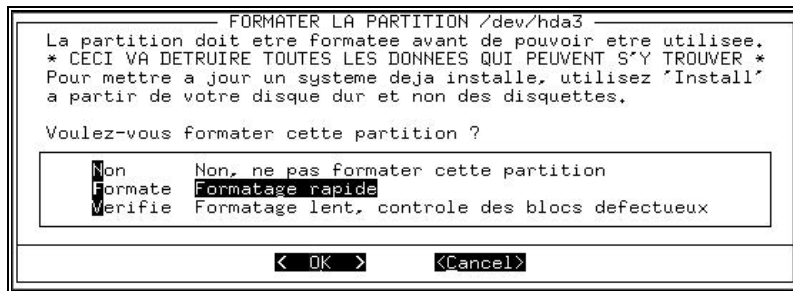 FORMATER LA PARTITION /dev/hda3
La partition doit etre formatee avant de pouvoir etre utilisee.
* CECI VA DETRUIRE TOUTES LES DONNEES QUI PEUVENT S'Y TROUVER *
Pour mettre a jour un systeme deja installe, utilisez "Install"
a partir de votre disque dur et non des disquettes.
Voulez-vous formater cette partition ?
Non Non, ne pas formater cette partition
Formate Formatage rapide
Verifie Formatage lent, controle des blocs defectueux
< OK > <Cancel>